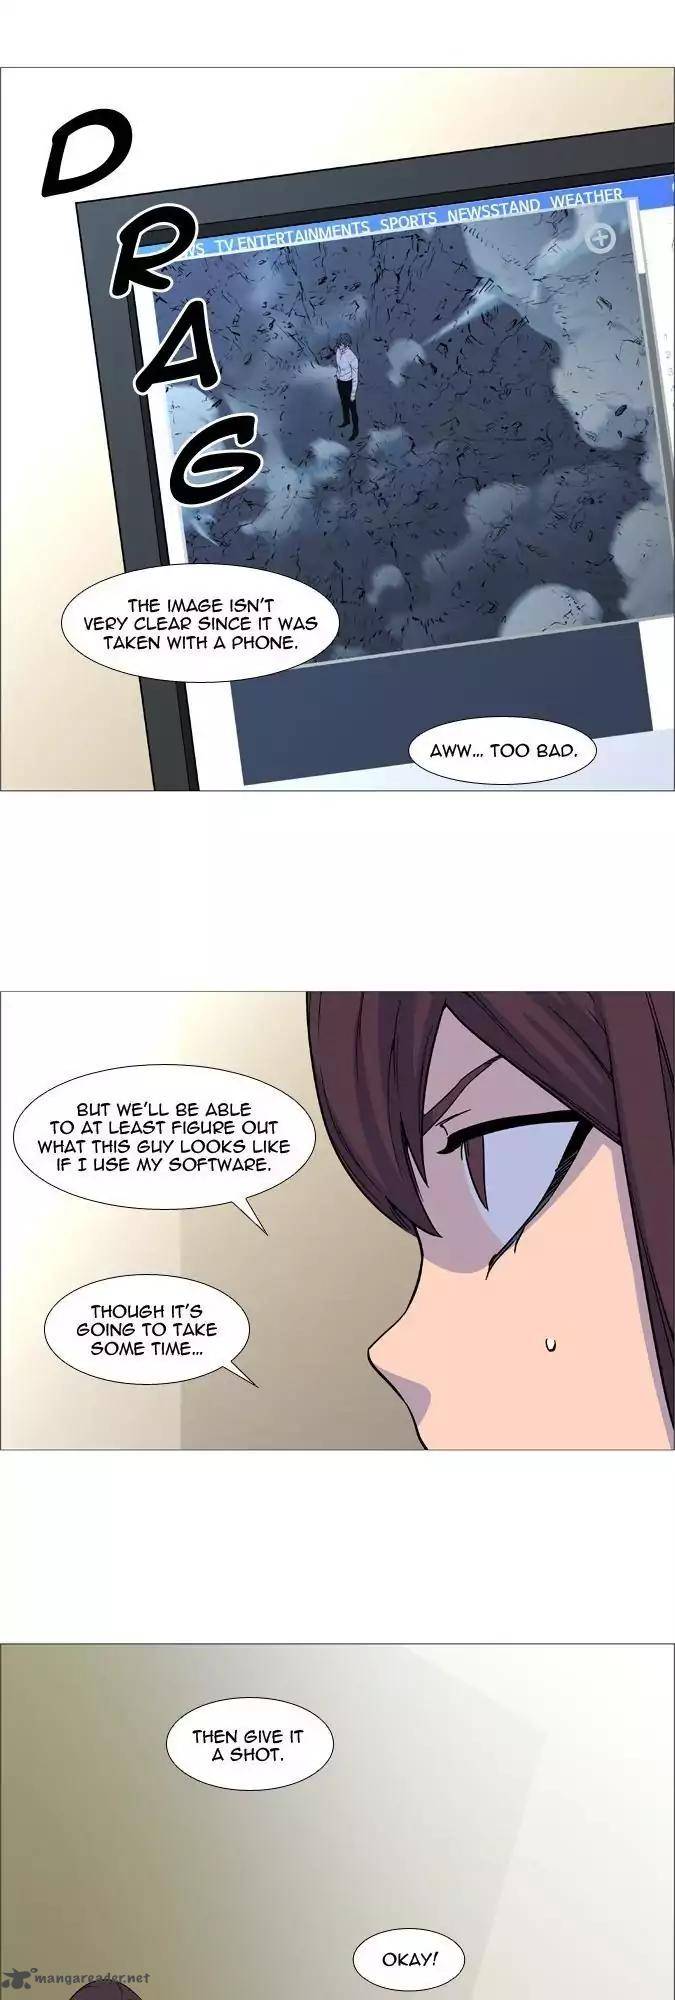 DRAG
WS TV ENTERTAINMENTS SPORTS NEWSSTAND WEATHER
THE IMAGE ISN'T
VERY CLEAR SINCE IT WAS
TAKEN WITH A PHONE.
AWW... TOO BAD.
BUT WE'LL BE ABLE
TO AT LEAST FIGURE OUT
WHAT THIS GUY LOOKS LIKE
IF I USE MY SOFTWARE.
THOUGH IT'S
GOING TO TAKE
SOME TIME...
THEN GIVE IT
A SHOT.
OKAY!
mangareader.net